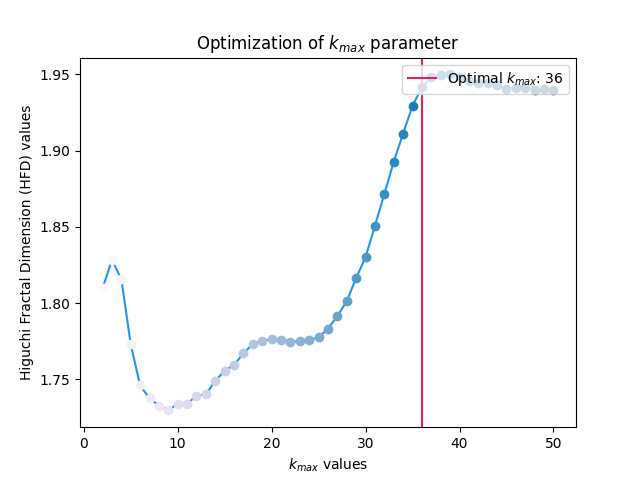 Optimization of k_max parameter
Optimal k_max: 36
Higuchi Fractal Dimension (HFD) values
1.95
1.90
1.85
1.80
1.75
0
10
20
30
40
50
k_max values